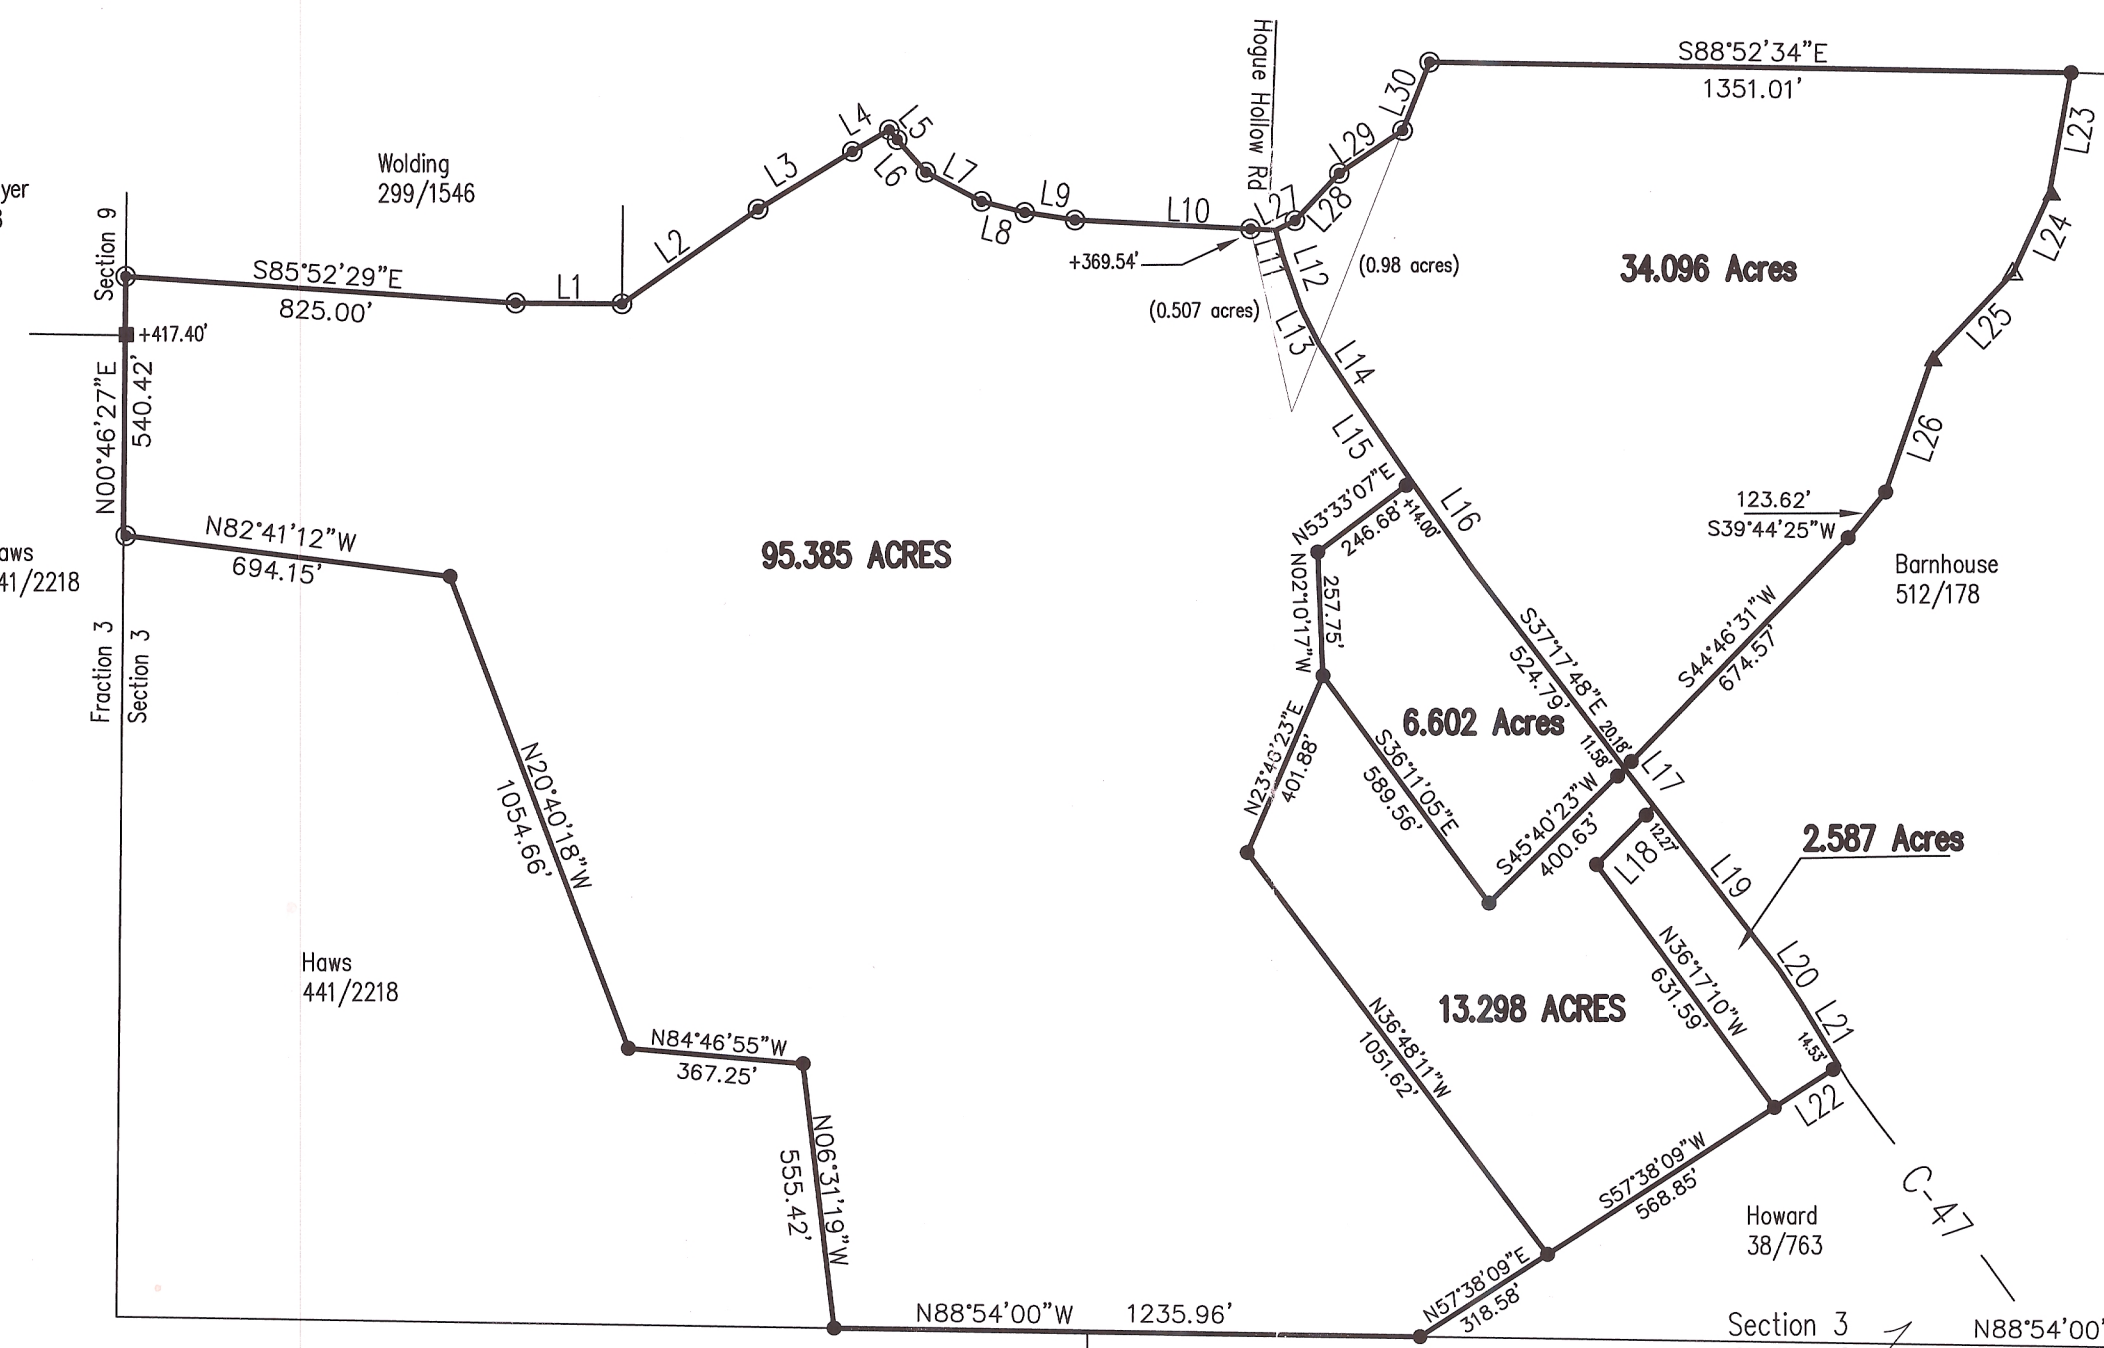 Hogue Hollow Rd
S88°52'34"E
1351.01'
L30
L23
L29
L28
L27
L24
L25
L26
34.096 Acres
(0.98 acres)
(0.507 acres)
+369.54'
Wolding
299/1546
yer
Section 9
S85°52'29"E
825.00'
L1
L2
L3
L4
L5
L6
L7
L8
L9
L10
L11
L12
L13
L14
L15
L16
+417.40'
N00°46'27"E
540.42'
N82°41'12"W
694.15'
aws
41/2218
Fraction 3
Section 3
95.385 ACRES
N53°33'07"E
246.68'
+14.00'
N02°10'17"W
257.75'
123.62'
S39°44'25"W
Barnhouse
512/178
S44°46'31"W
674.57'
S37°17'48"E
524.79'
20.18'
11.58'
6.602 Acres
N23°46'23"E
401.88'
S36°11'05"E
589.56'
S45°40'23"W
400.63'
L17
12.27'
L18
L19
2.587 Acres
L20
L21
14.53'
L22
N36°17'10"W
631.59'
13.298 ACRES
N36°48'11"W
1051.62'
N20°40'18"W
1054.66'
Haws
441/2218
N84°46'55"W
367.25'
N06°31'19"W
555.42'
S57°38'09"W
568.85'
N57°38'09"E
318.58'
Howard
38/763
C-47
N88°54'00"W 1235.96'
Section 3
N88°54'00"